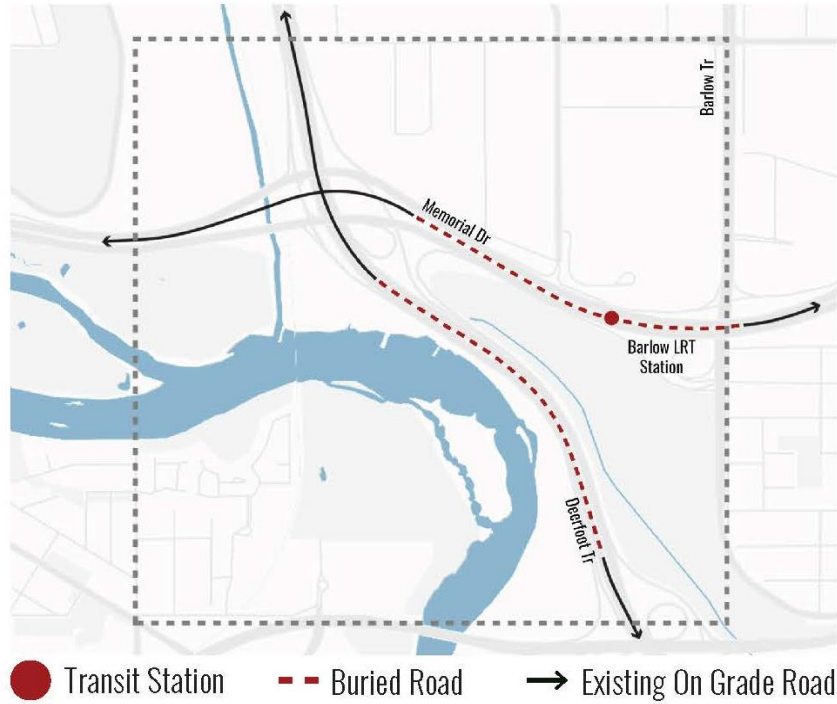 Barlow Tr
Memorial Dr
Barlow LRT
Station
Deerfoot Tr
Transit Station
Buried Road
Existing On Grade Road